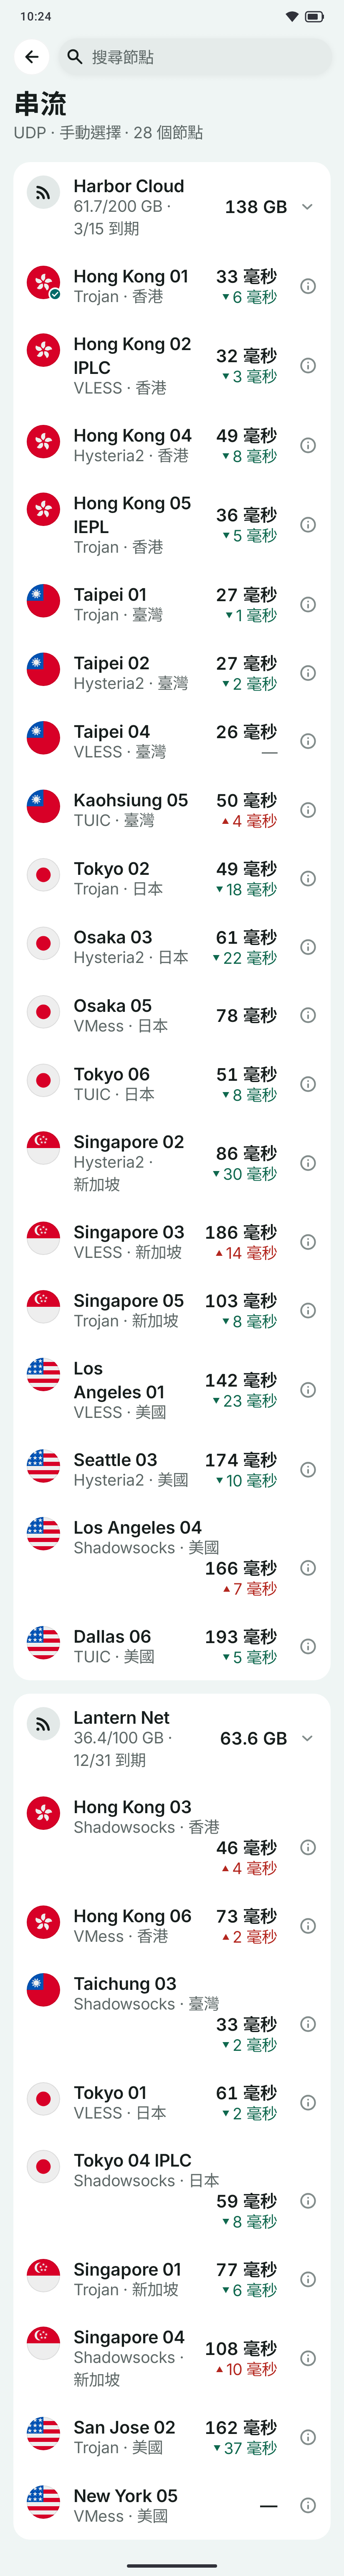 10:24
搜尋節點
串流
UDP · 手動選擇 · 28 個節點
Harbor Cloud
61.7/200 GB ·
3/15 到期
138 GB
Hong Kong 01
Trojan · 香港
33 毫秒
▼6 毫秒
Hong Kong 02
IPLC
VLESS · 香港
32 毫秒
▼3 毫秒
Hong Kong 04
Hysteria2 · 香港
49 毫秒
▼8 毫秒
Hong Kong 05
IEPL
Trojan · 香港
36 毫秒
▼5 毫秒
Taipei 01
Trojan · 臺灣
27 毫秒
▼1 毫秒
Taipei 02
Hysteria2 · 臺灣
27 毫秒
▼2 毫秒
Taipei 04
VLESS · 臺灣
26 毫秒
—
Kaohsiung 05
TUIC · 臺灣
50 毫秒
▲4 毫秒
Tokyo 02
Trojan · 日本
49 毫秒
▼18 毫秒
Osaka 03
Hysteria2 · 日本
61 毫秒
▼22 毫秒
Osaka 05
VMess · 日本
78 毫秒
Tokyo 06
TUIC · 日本
51 毫秒
▼8 毫秒
Singapore 02
Hysteria2 ·
新加坡
86 毫秒
▼30 毫秒
Singapore 03
VLESS · 新加坡
186 毫秒
▲14 毫秒
Singapore 05
Trojan · 新加坡
103 毫秒
▼8 毫秒
Los
Angeles 01
VLESS · 美國
142 毫秒
▼23 毫秒
Seattle 03
Hysteria2 · 美國
174 毫秒
▼10 毫秒
Los Angeles 04
Shadowsocks · 美國
166 毫秒
▲7 毫秒
Dallas 06
TUIC · 美國
193 毫秒
▼5 毫秒
Lantern Net
36.4/100 GB ·
12/31 到期
63.6 GB
Hong Kong 03
Shadowsocks · 香港
46 毫秒
▲4 毫秒
Hong Kong 06
VMess · 香港
73 毫秒
▲2 毫秒
Taichung 03
Shadowsocks · 臺灣
33 毫秒
▼2 毫秒
Tokyo 01
VLESS · 日本
61 毫秒
▼2 毫秒
Tokyo 04 IPLC
Shadowsocks · 日本
59 毫秒
▼8 毫秒
Singapore 01
Trojan · 新加坡
77 毫秒
▼6 毫秒
Singapore 04
Shadowsocks ·
新加坡
108 毫秒
▲10 毫秒
San Jose 02
Trojan · 美國
162 毫秒
▼37 毫秒
New York 05
VMess · 美國
—